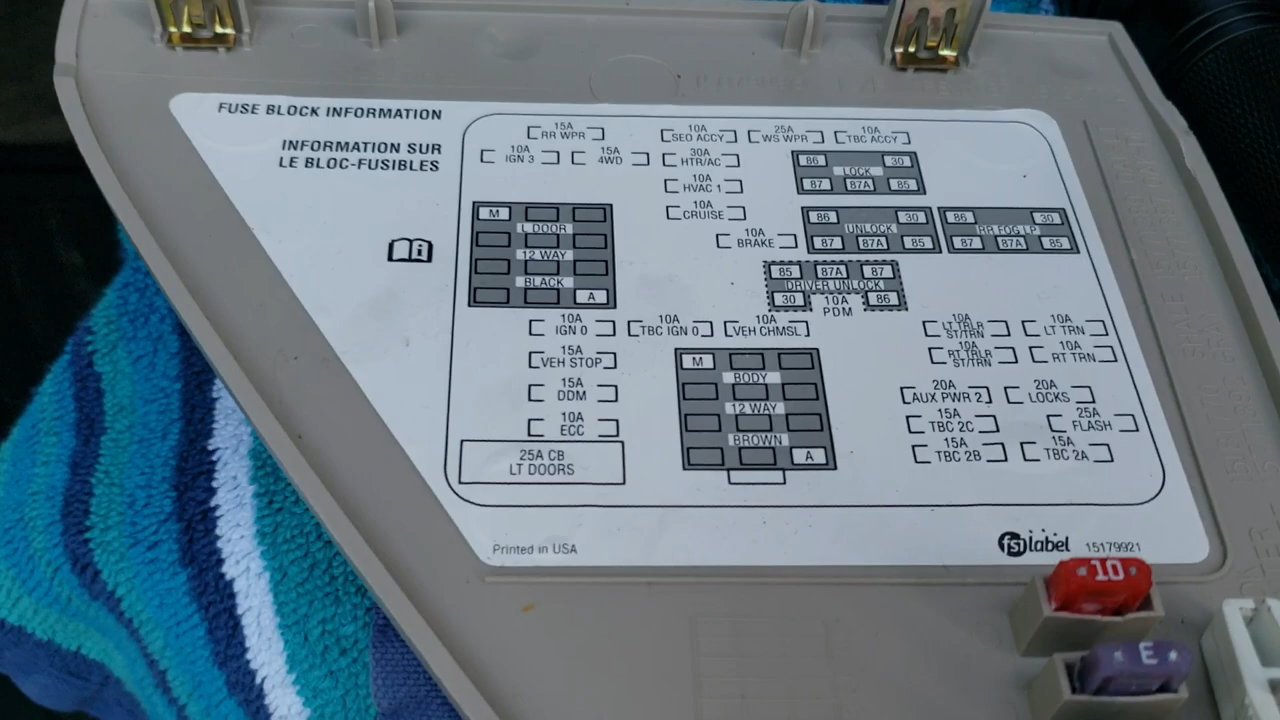 FUSE BLOCK INFORMATION
INFORMATION SUR
LE BLOC-FUSIBLES
15A
RR WPR
10A
SEO ACCY
25A
WS WPR
10A
TBC ACCY
10A
IGN 3
15A
4WD
30A
HTR/AC
10A
HVAC 1
10A
CRUISE
10A
BRAKE
86 30
LOCK
87 87A 85
86 30
UNLOCK
87 87A 85
86 30
RR FOG LP
87 87A 85
85 87A 87
DRIVER UNLOCK
30 86
10A
PDM
M
L DOOR
12 WAY
BLACK
A
10A
IGN 0
10A
TBC IGN 0
10A
VEH CHMSL
15A
VEH STOP
15A
DDM
10A
ECC
25A CB
LT DOORS
M
BODY
12 WAY
BROWN
A
10A
LT TRLR
ST/TRN
10A
LT TRN
10A
RT TRLR
ST/TRN
10A
RT TRN
20A
AUX PWR 2
20A
LOCKS
15A
TBC 2C
25A
FLASH
15A
TBC 2B
15A
TBC 2A
Printed in USA
fs label
15179921
10
E